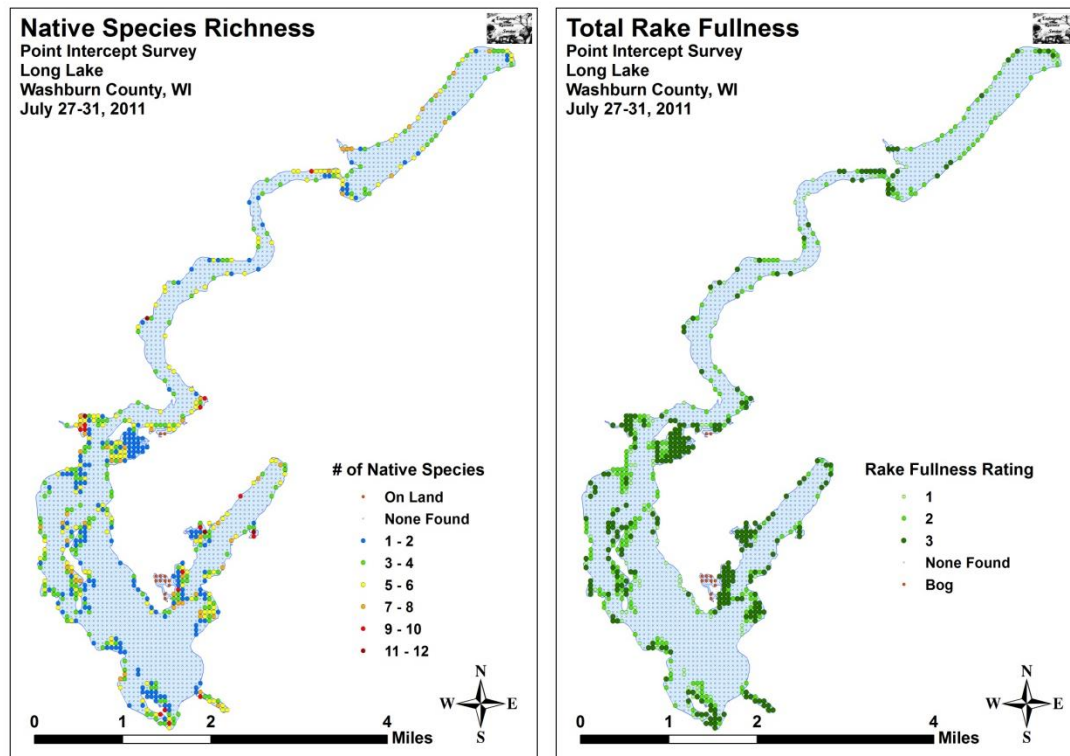 Native Species Richness
Point Intercept Survey
Long Lake
Washburn County, WI
July 27-31, 2011
# of Native Species
On Land
None Found
1 - 2
3 - 4
5 - 6
7 - 8
9 - 10
11 - 12
N
W E
S
0 1 2 4
Miles
Total Rake Fullness
Point Intercept Survey
Long Lake
Washburn County, WI
July 27-31, 2011
Rake Fullness Rating
1
2
3
None Found
Bog
N
W E
S
0 1 2 4
Miles